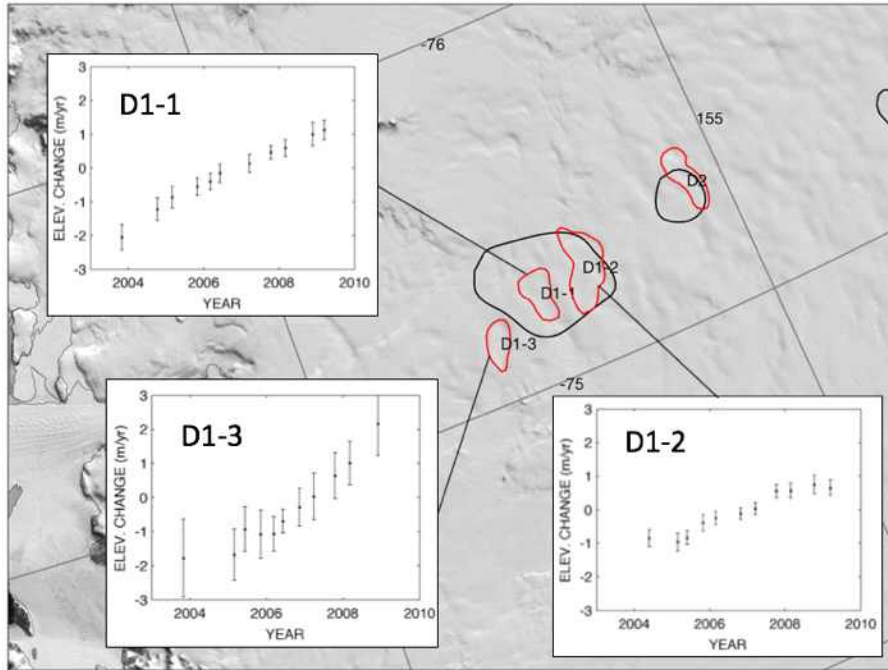 -76
155
D2
D1-2
D1-1
D1-3
-75
D1-1
ELEV. CHANGE (m/yr)
3
2
1
0
-1
-2
-3
2004 2006 2008 2010
YEAR
D1-3
ELEV. CHANGE (m/yr)
3
2
1
0
-1
-2
-3
2004 2006 2008 2010
YEAR
D1-2
ELEV. CHANGE (m/yr)
3
2
1
0
-1
-2
-3
2004 2006 2008 2010
YEAR